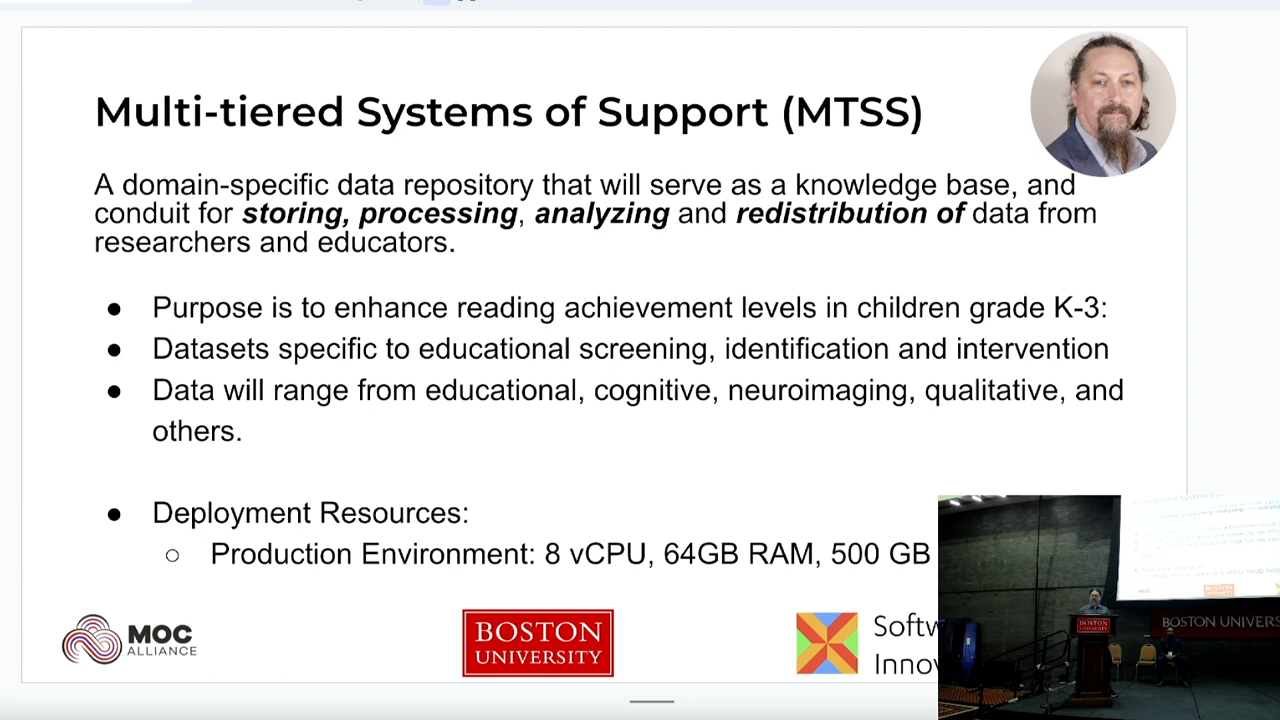 Multi-tiered Systems of Support (MTSS)
A domain-specific data repository that will serve as a knowledge base, and
conduit for storing, processing, analyzing and redistribution of data from
researchers and educators.
● Purpose is to enhance reading achievement levels in children grade K-3:
● Datasets specific to educational screening, identification and intervention
● Data will range from educational, cognitive, neuroimaging, qualitative, and
others.
● Deployment Resources:
○ Production Environment: 8 vCPU, 64GB RAM, 500 GB
MOC
ALLIANCE
BOSTON
UNIVERSITY
Softw
Innov
BOSTON
UNIVERSITY
BOSTON UNIVERS